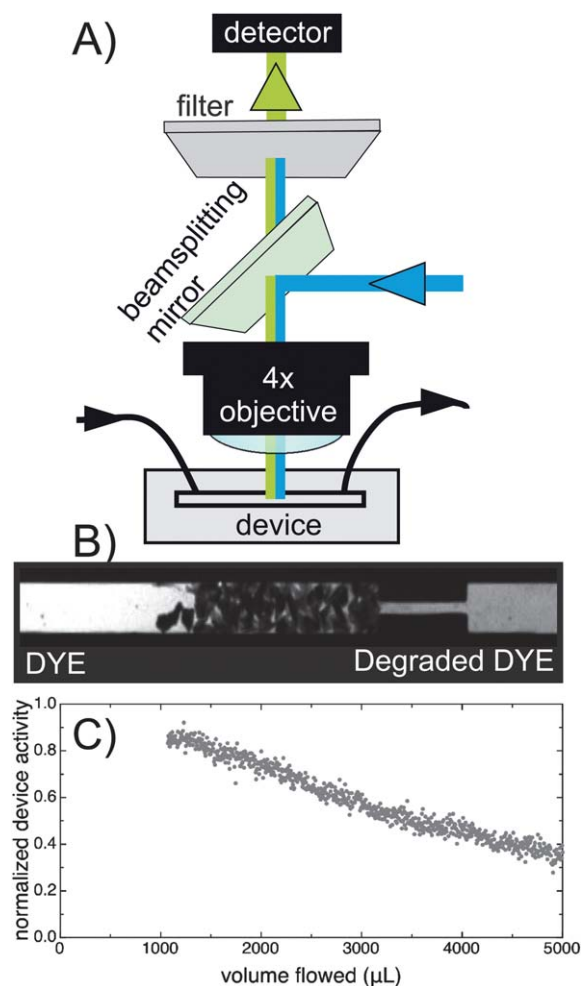 A)
detector
filter
beamsplitting
mirror
4x
objective
device
B)
DYE
Degraded DYE
C)
normalized device activity
1.0
0.8
0.6
0.4
0.2
0.0
0
1000
2000
3000
4000
5000
volume flowed (μL)